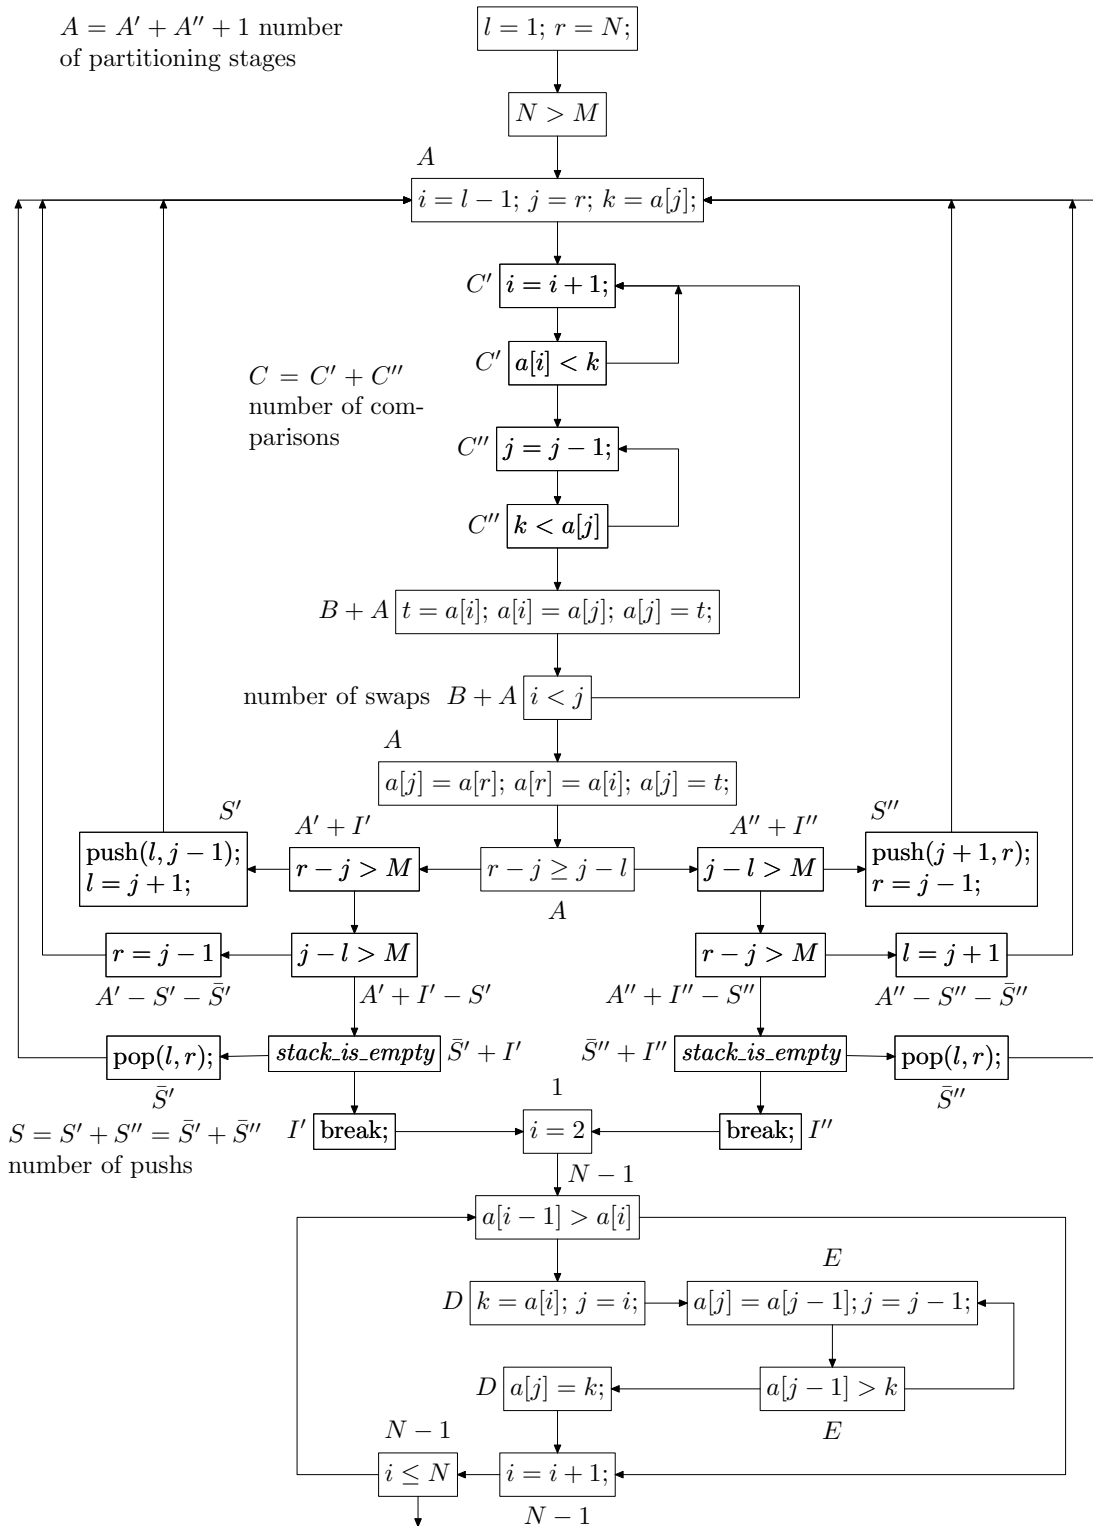 A = A′ + A″ + 1 number
of partitioning stages
l = 1; r = N;
N > M
A
i = l − 1; j = r; k = a[j];
C′ i = i + 1;
C′ a[i] < k
C = C′ + C″
number of com-
parisons
C″ j = j − 1;
C″ k < a[j]
B + A t = a[i]; a[i] = a[j]; a[j] = t;
number of swaps B + A i < j
A
a[j] = a[r]; a[r] = a[i]; a[j] = t;
S′
A′ + I′
A″ + I″
S″
push(l, j − 1);
l = j + 1;
r − j > M
r − j ≥ j − l
j − l > M
push(j + 1, r);
r = j − 1;
A
r = j − 1
j − l > M
r − j > M
l = j + 1
A′ − S′ − S̄′
A′ + I′ − S′
A″ + I″ − S″
A″ − S″ − S̄″
pop(l, r);
stack_is_empty S̄′ + I′
S̄″ + I″ stack_is_empty
pop(l, r);
S̄′
S̄″
1
S = S′ + S″ = S̄′ + S̄″
number of pushs
I′ break;
i = 2
break; I″
N − 1
a[i − 1] > a[i]
E
D k = a[i]; j = i;
a[j] = a[j − 1]; j = j − 1;
D a[j] = k;
a[j − 1] > k
E
N − 1
i ≤ N
i = i + 1;
N − 1